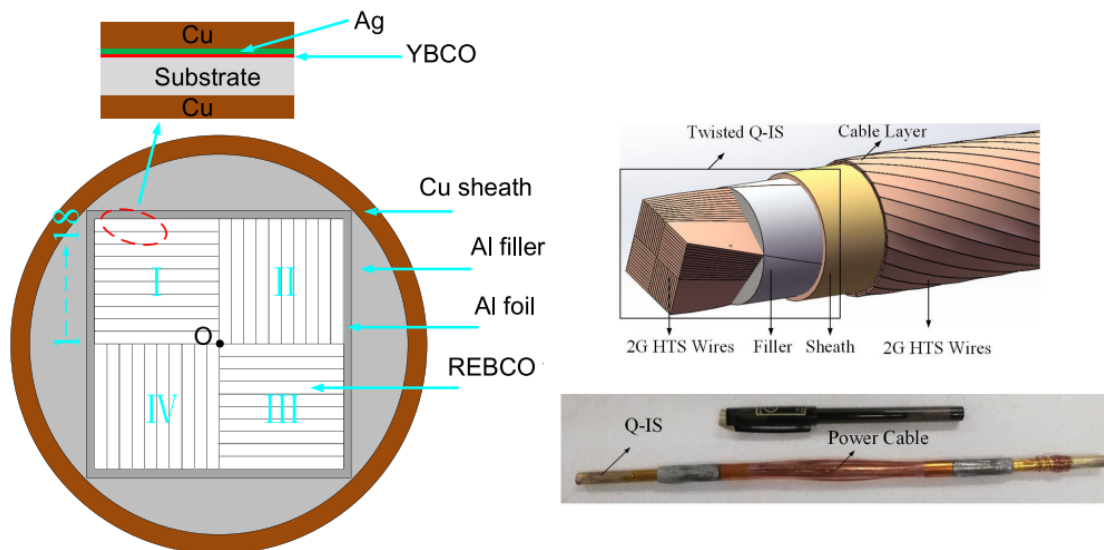 Cu
Ag
YBCO
Substrate
Cu
Cu sheath
Al filler
Al foil
REBCO
1
18
I
II
O
IV
III
Twisted Q-IS
Cable Layer
2G HTS Wires
Filler
Sheath
2G HTS Wires
Q-IS
Power Cable